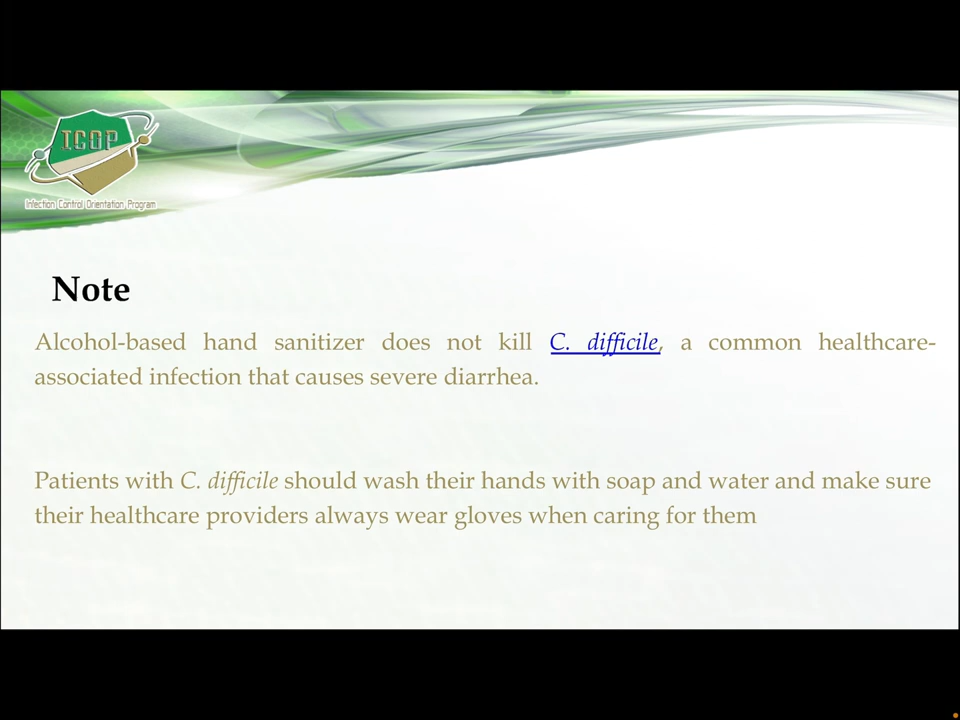 ICOP
Infection Control Orientation Program
Note
Alcohol-based hand sanitizer does not kill C. difficile, a common healthcare-
associated infection that causes severe diarrhea.
Patients with C. difficile should wash their hands with soap and water and make sure
their healthcare providers always wear gloves when caring for them